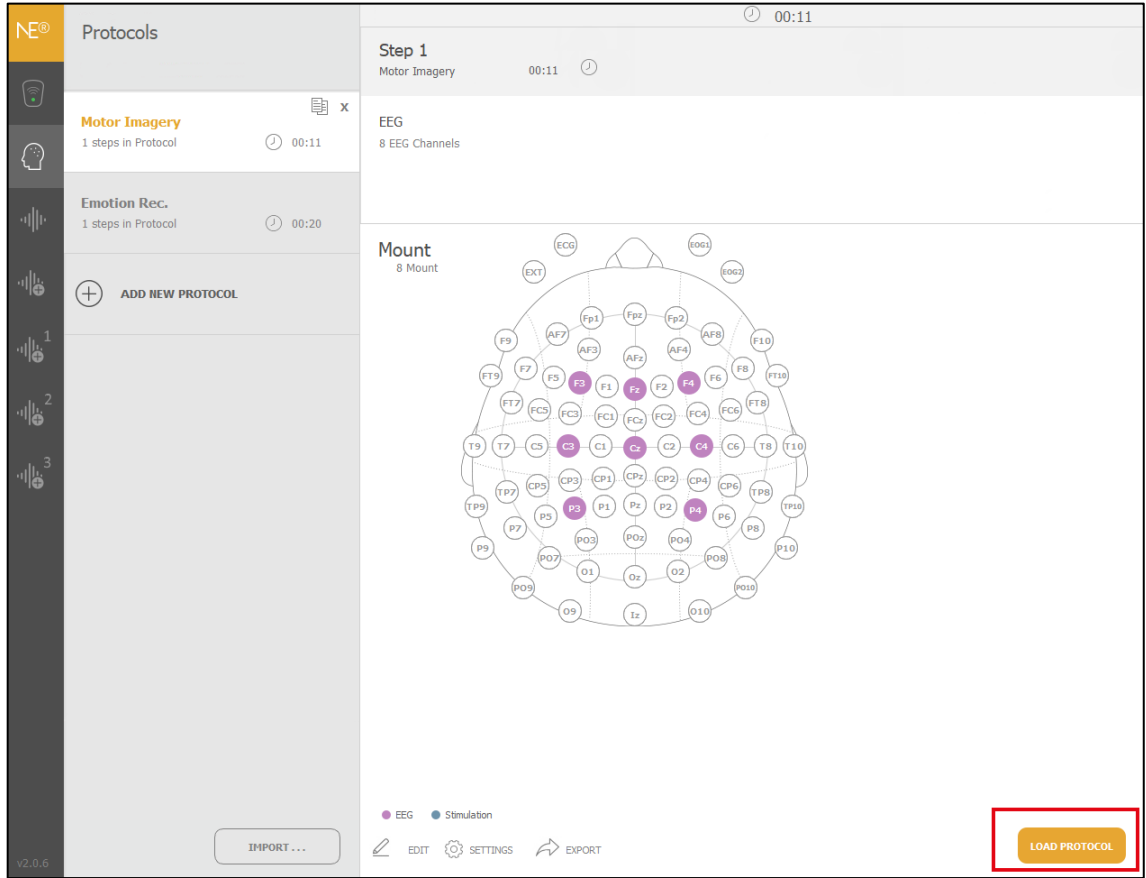 NE®
Protocols
00:11
Step 1
Motor Imagery 00:11
Motor Imagery
X
1 steps in Protocol 00:11
EEG
8 EEG Channels
Emotion Rec.
1 steps in Protocol 00:20
ADD NEW PROTOCOL
1
2
3
Mount
8 Mount
ECG EOG1
EXT EOG2
Fp1 Fpz Fp2
F9 AF7 AF3 AFz AF4 AF8 F10
FT9 F7 F5 F3 F1 Fz F2 F4 F6 F8 FT10
FT7 FC5 FC3 FC1 FCz FC2 FC4 FC6 FT8
T9 T7 C5 C3 C1 Cz C2 C4 C6 T8 T10
TP7 CP5 CP3 CP1 CPz CP2 CP4 CP6 TP8
TP9 P7 P5 P3 P1 Pz P2 P4 P6 P8 TP10
P9 PO7 PO3 POz PO4 PO8 P10
PO9 O1 Oz O2 PO10
O9 Iz O10
EEG Stimulation
IMPORT...
EDIT SETTINGS EXPORT
LOAD PROTOCOL
v2.0.6